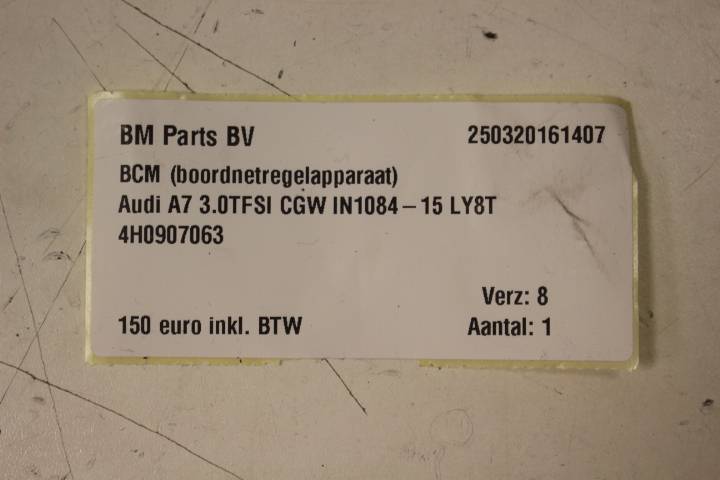 BM Parts BV 250320161407
BCM (boordnetregelapparaat)
Audi A7 3.0TFSI CGW IN1084-15 LY8T
4H0907063
Verz: 8
150 euro inkl. BTW Aantal: 1